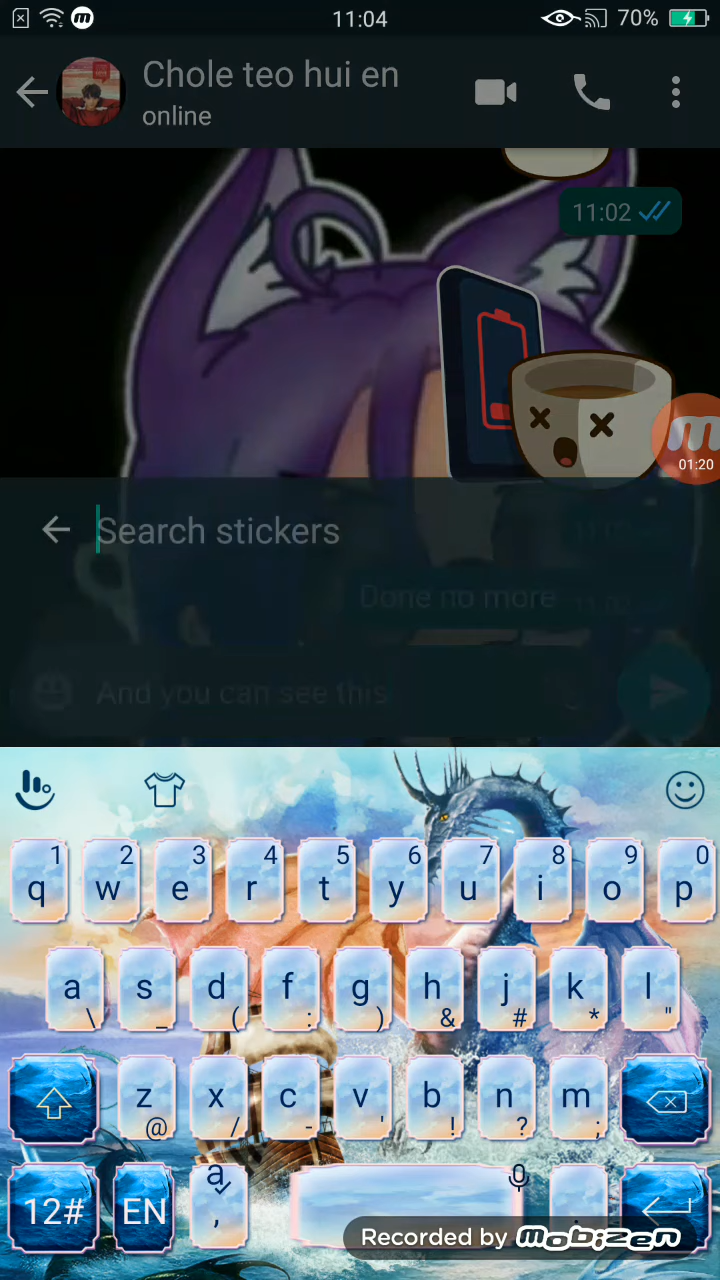 11:04
70%
Chole teo hui en
online
11:02
01:20
Search stickers
Done no more
And you can see this
1 2 3 4 5 6 7 8 9 0
q w e r t y u i o p
a s d f g h j k l
\ _ ( : ) & # * "
z x c v b n m
@ / - ' ! ? ;
12# EN a , .
Recorded by mobizen